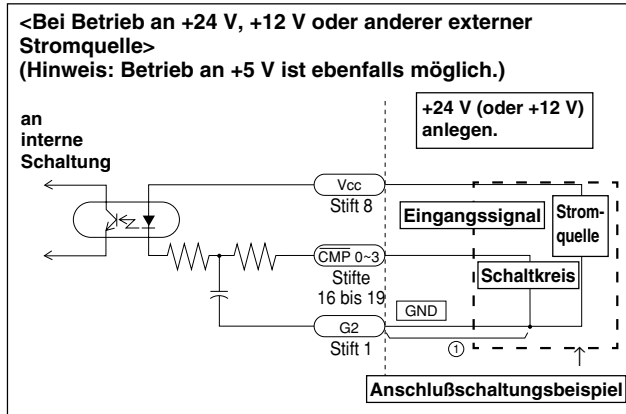 <Bei Betrieb an +24 V, +12 V oder anderer externer
Stromquelle>
(Hinweis: Betrieb an +5 V ist ebenfalls möglich.)
+24 V (oder +12 V)
anlegen.
an
interne
Schaltung
Vcc
Stift 8
Eingangssignal
Strom-
quelle
CMP 0~3
Stifte
16 bis 19
Schaltkreis
GND
G2
Stift 1
①
Anschlußschaltungsbeispiel